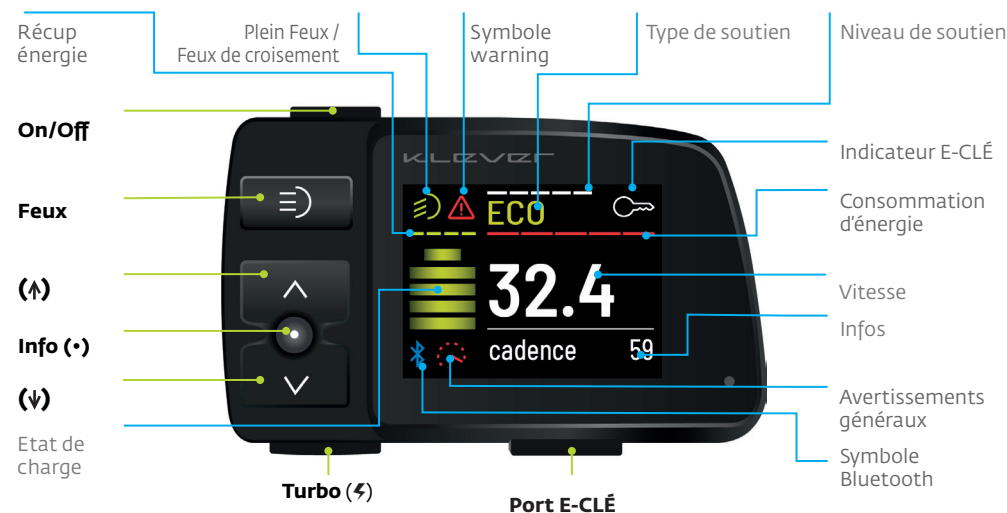 Récup
énergie
Plein Feux /
Feux de croisement
Symbole
warning
Type de soutien
Niveau de soutien
On/Off
Feux
(↑)
Info (•)
(↓)
Etat de
charge
KLEVER
ECO
32.4
cadence 59
Indicateur E-CLÉ
Consommation
d'énergie
Vitesse
Infos
Avertissements
généraux
Symbole
Bluetooth
Turbo (⚡)
Port E-CLÉ